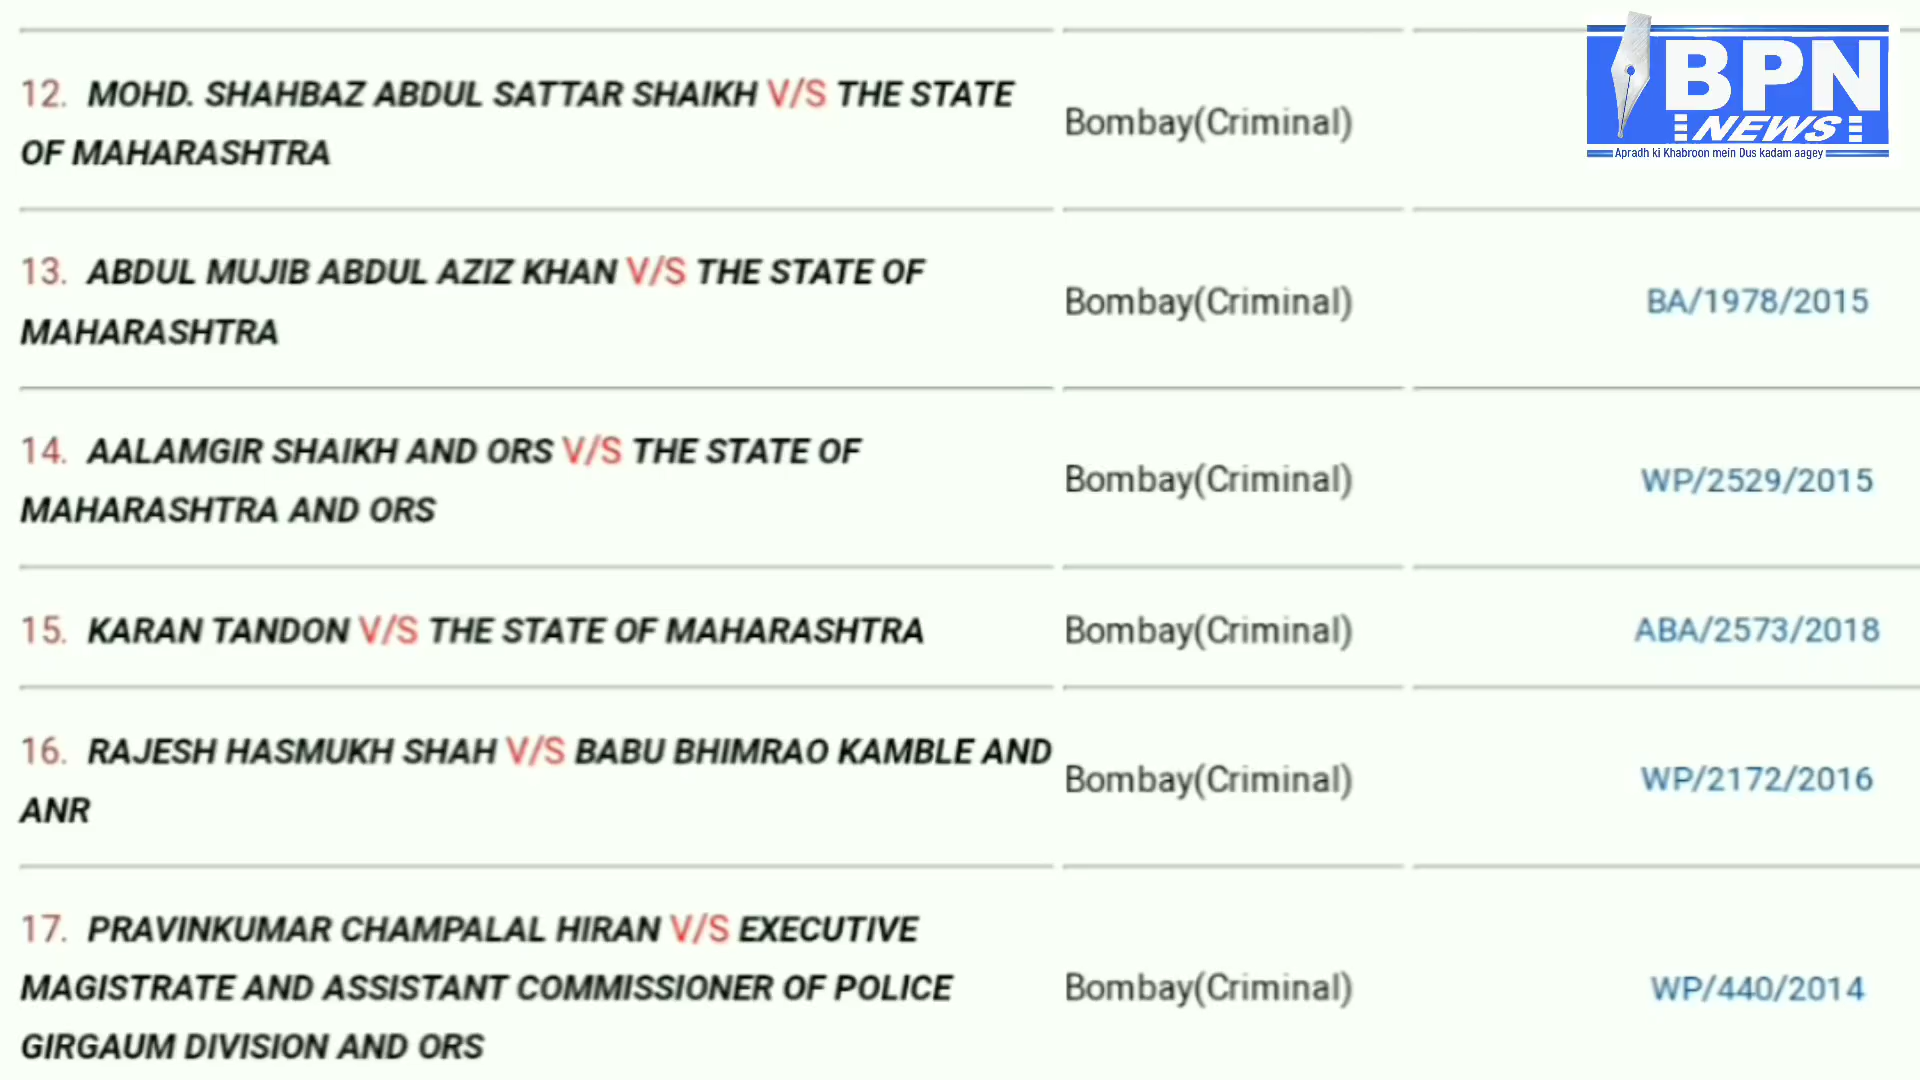 BPN
NEWS
Apradh ki Khabroon mein Dus kadam aagey
12. MOHD. SHAHBAZ ABDUL SATTAR SHAIKH V/S THE STATE
OF MAHARASHTRA
Bombay(Criminal)
13. ABDUL MUJIB ABDUL AZIZ KHAN V/S THE STATE OF
MAHARASHTRA
Bombay(Criminal)
BA/1978/2015
14. AALAMGIR SHAIKH AND ORS V/S THE STATE OF
MAHARASHTRA AND ORS
Bombay(Criminal)
WP/2529/2015
15. KARAN TANDON V/S THE STATE OF MAHARASHTRA
Bombay(Criminal)
ABA/2573/2018
16. RAJESH HASMUKH SHAH V/S BABU BHIMRAO KAMBLE AND
ANR
Bombay(Criminal)
WP/2172/2016
17. PRAVINKUMAR CHAMPALAL HIRAN V/S EXECUTIVE
MAGISTRATE AND ASSISTANT COMMISSIONER OF POLICE
GIRGAUM DIVISION AND ORS
Bombay(Criminal)
WP/440/2014